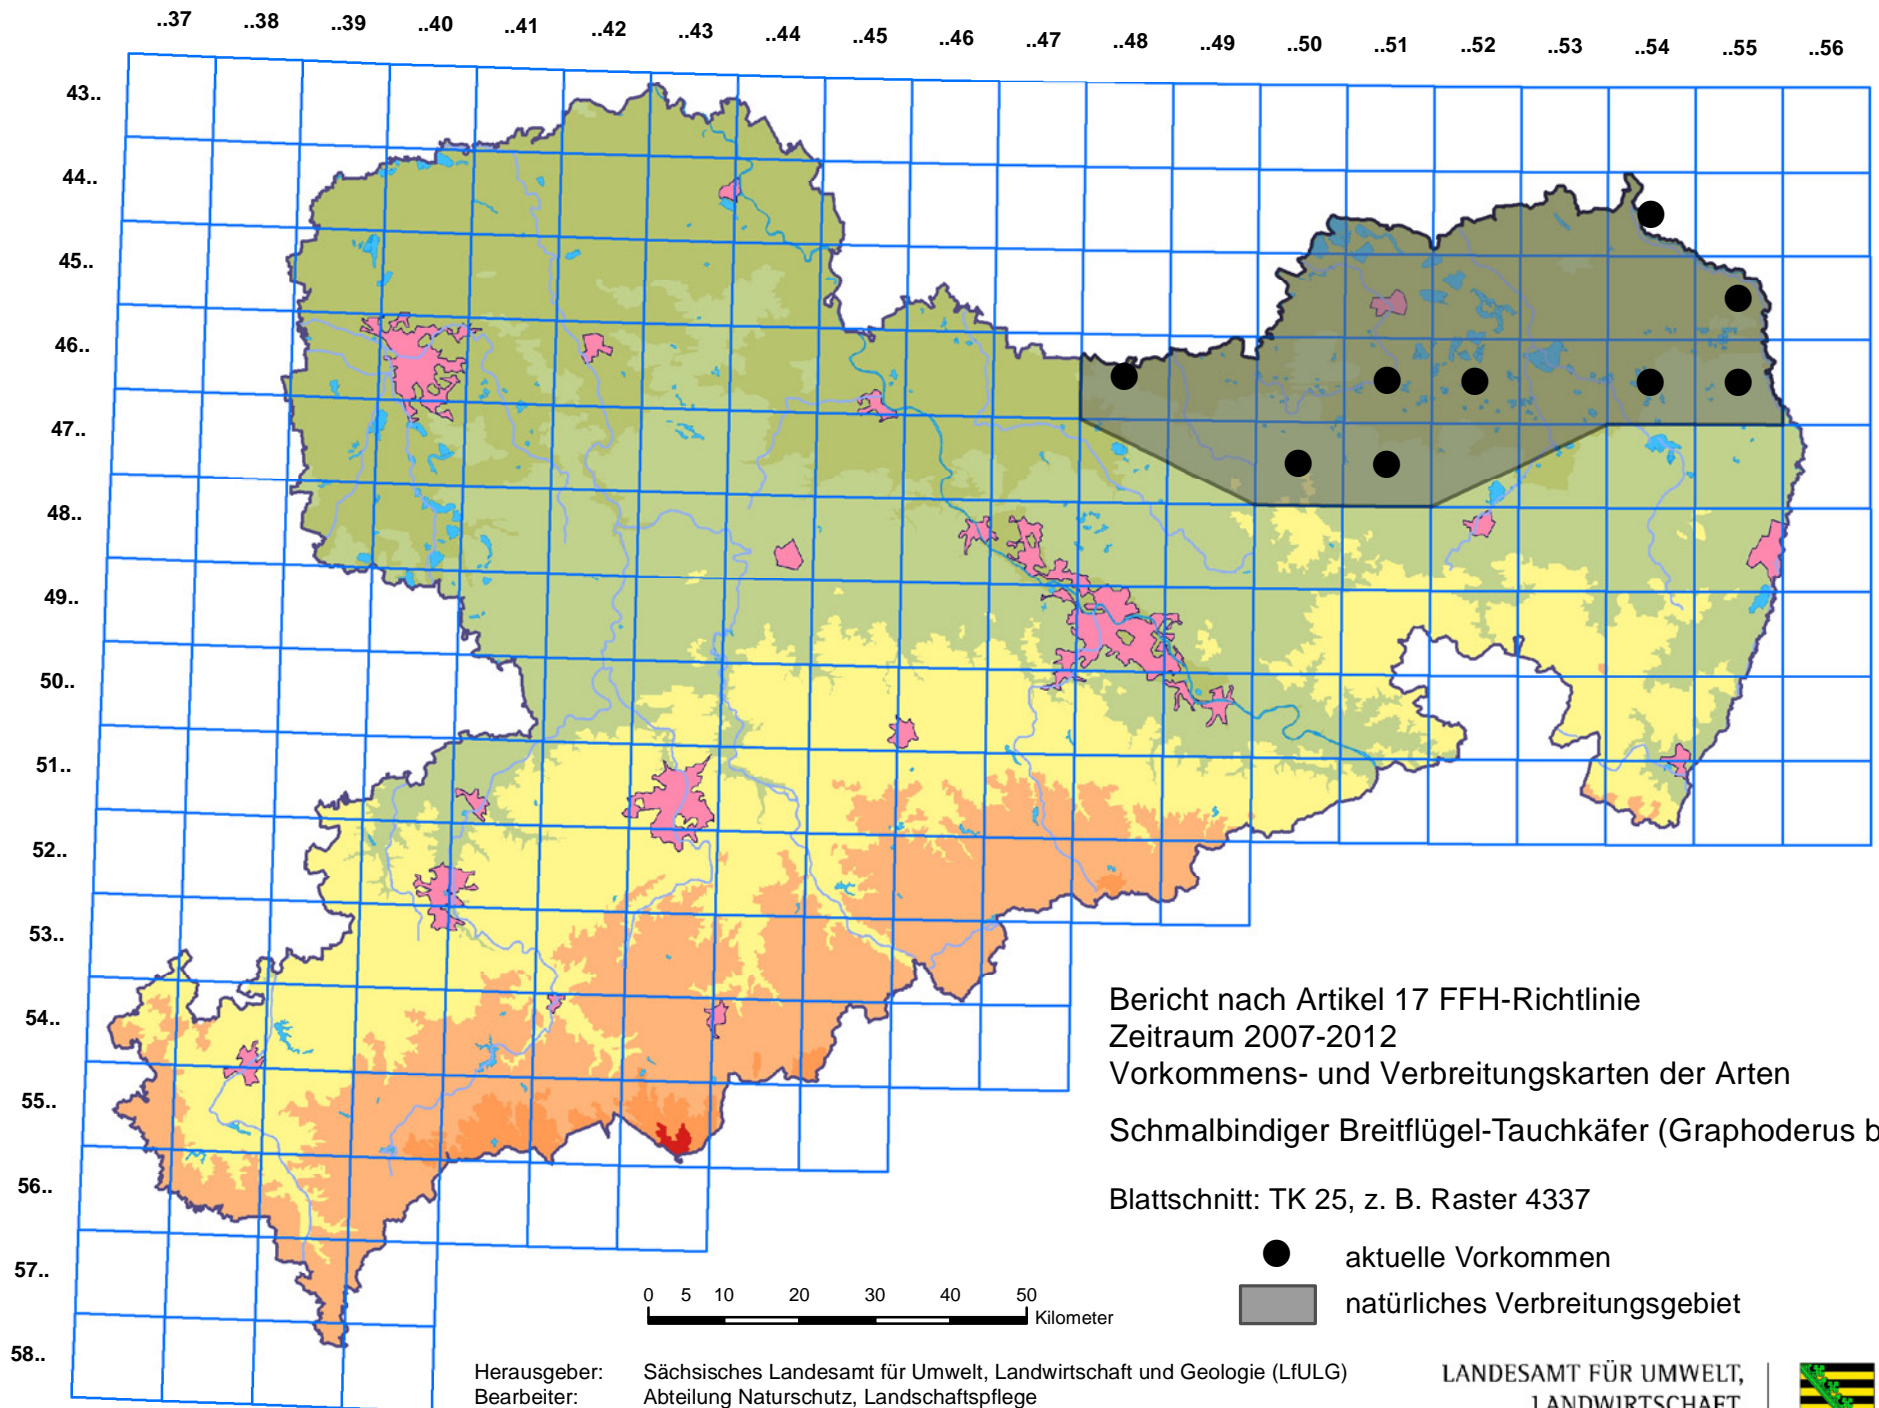 ..37 ..38 ..39 ..40 ..41 ..42 ..43 ..44 ..45 ..46 ..47 ..48 ..49 ..50 ..51 ..52 ..53 ..54 ..55 ..56
43..
44..
45..
46..
47..
48..
49..
50..
51..
52..
53..
54..
55..
56..
57..
58..
Bericht nach Artikel 17 FFH-Richtlinie
Zeitraum 2007-2012
Vorkommens- und Verbreitungskarten der Arten
Schmalbindiger Breitflügel-Tauchkäfer (Graphoderus b
Blattschnitt: TK 25, z. B. Raster 4337
aktuelle Vorkommen
natürliches Verbreitungsgebiet
0 5 10 20 30 40 50
Kilometer
Herausgeber: Sächsisches Landesamt für Umwelt, Landwirtschaft und Geologie (LfULG)
Bearbeiter: Abteilung Naturschutz, Landschaftspflege
LANDESAMT FÜR UMWELT,
LANDWIRTSCHAFT